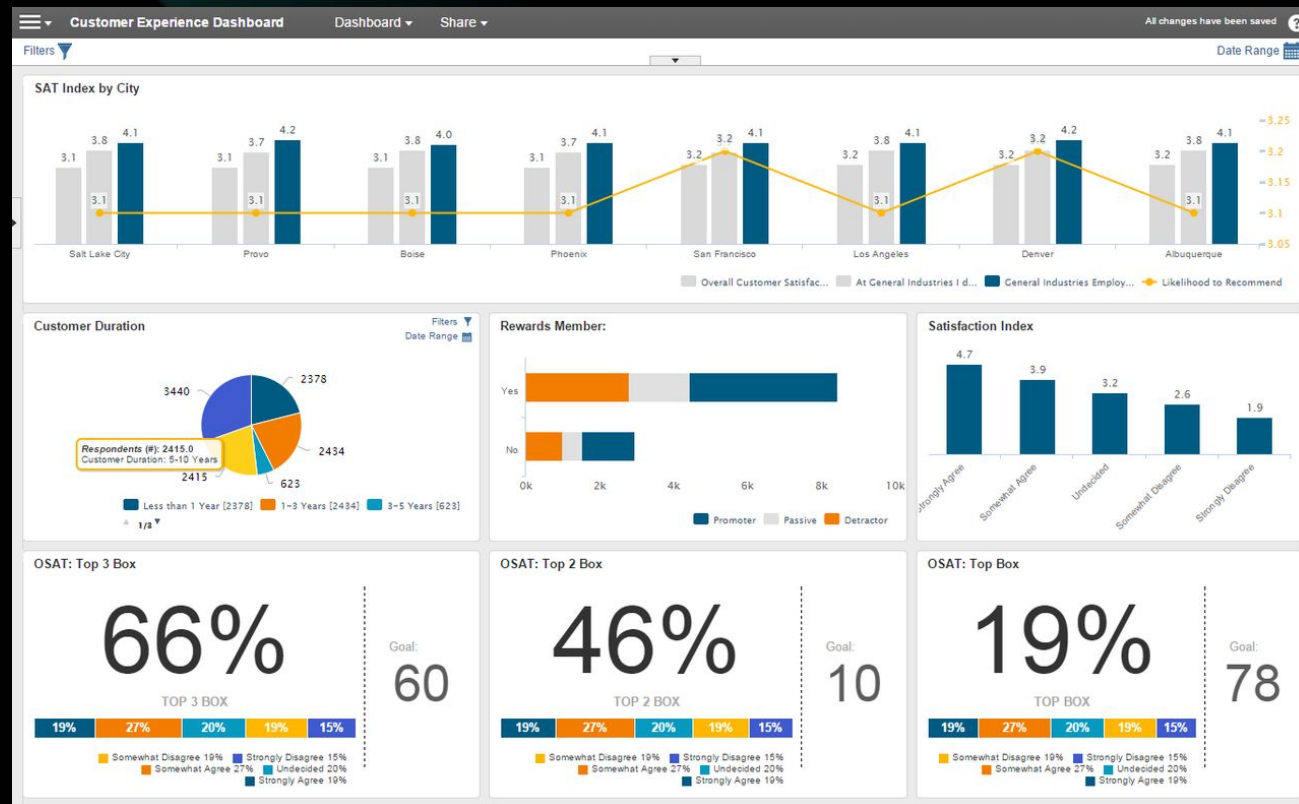 Customer Experience Dashboard Dashboard Share All changes have been saved ?
Filters Date Range
SAT Index by City
3.1 3.8 4.1 3.1 3.7 4.2 3.1 3.8 4.0 3.1 3.7 4.1 3.2 3.2 4.1 3.2 3.8 4.1 3.2 3.2 4.2 3.2 3.8 4.1
3.1 3.1 3.1 3.1 3.1 3.1
3.25
3.2
3.15
3.1
3.05
Salt Lake City Provo Boise Phoenix San Francisco Los Angeles Denver Albuquerque
Overall Customer Satisfac... At General Industries I d... General Industries Employ... Likelihood to Recommend
Customer Duration
Filters
Date Range
3440 2378
2434
623
2415
Respondents (#): 2415.0
Customer Duration: 5-10 Years
Less than 1 Year [2378] 1-3 Years [2434] 3-5 Years [623]
1/3
Rewards Member:
Yes
No
0k 2k 4k 6k 8k 10k
Promoter Passive Detractor
Satisfaction Index
4.7 3.9 3.2 2.6 1.9
Strongly Agree Somewhat Agree Undecided Somewhat Disagree Strongly Disagree
OSAT: Top 3 Box
66%
TOP 3 BOX
Goal:
60
19% 27% 20% 19% 15%
Somewhat Disagree 19% Strongly Disagree 15%
Somewhat Agree 27% Undecided 20%
Strongly Agree 19%
OSAT: Top 2 Box
46%
TOP 2 BOX
Goal:
10
19% 27% 20% 19% 15%
Somewhat Disagree 19% Strongly Disagree 15%
Somewhat Agree 27% Undecided 20%
Strongly Agree 19%
OSAT: Top Box
19%
TOP BOX
Goal:
78
19% 27% 20% 19% 15%
Somewhat Disagree 19% Strongly Disagree 15%
Somewhat Agree 27% Undecided 20%
Strongly Agree 19%